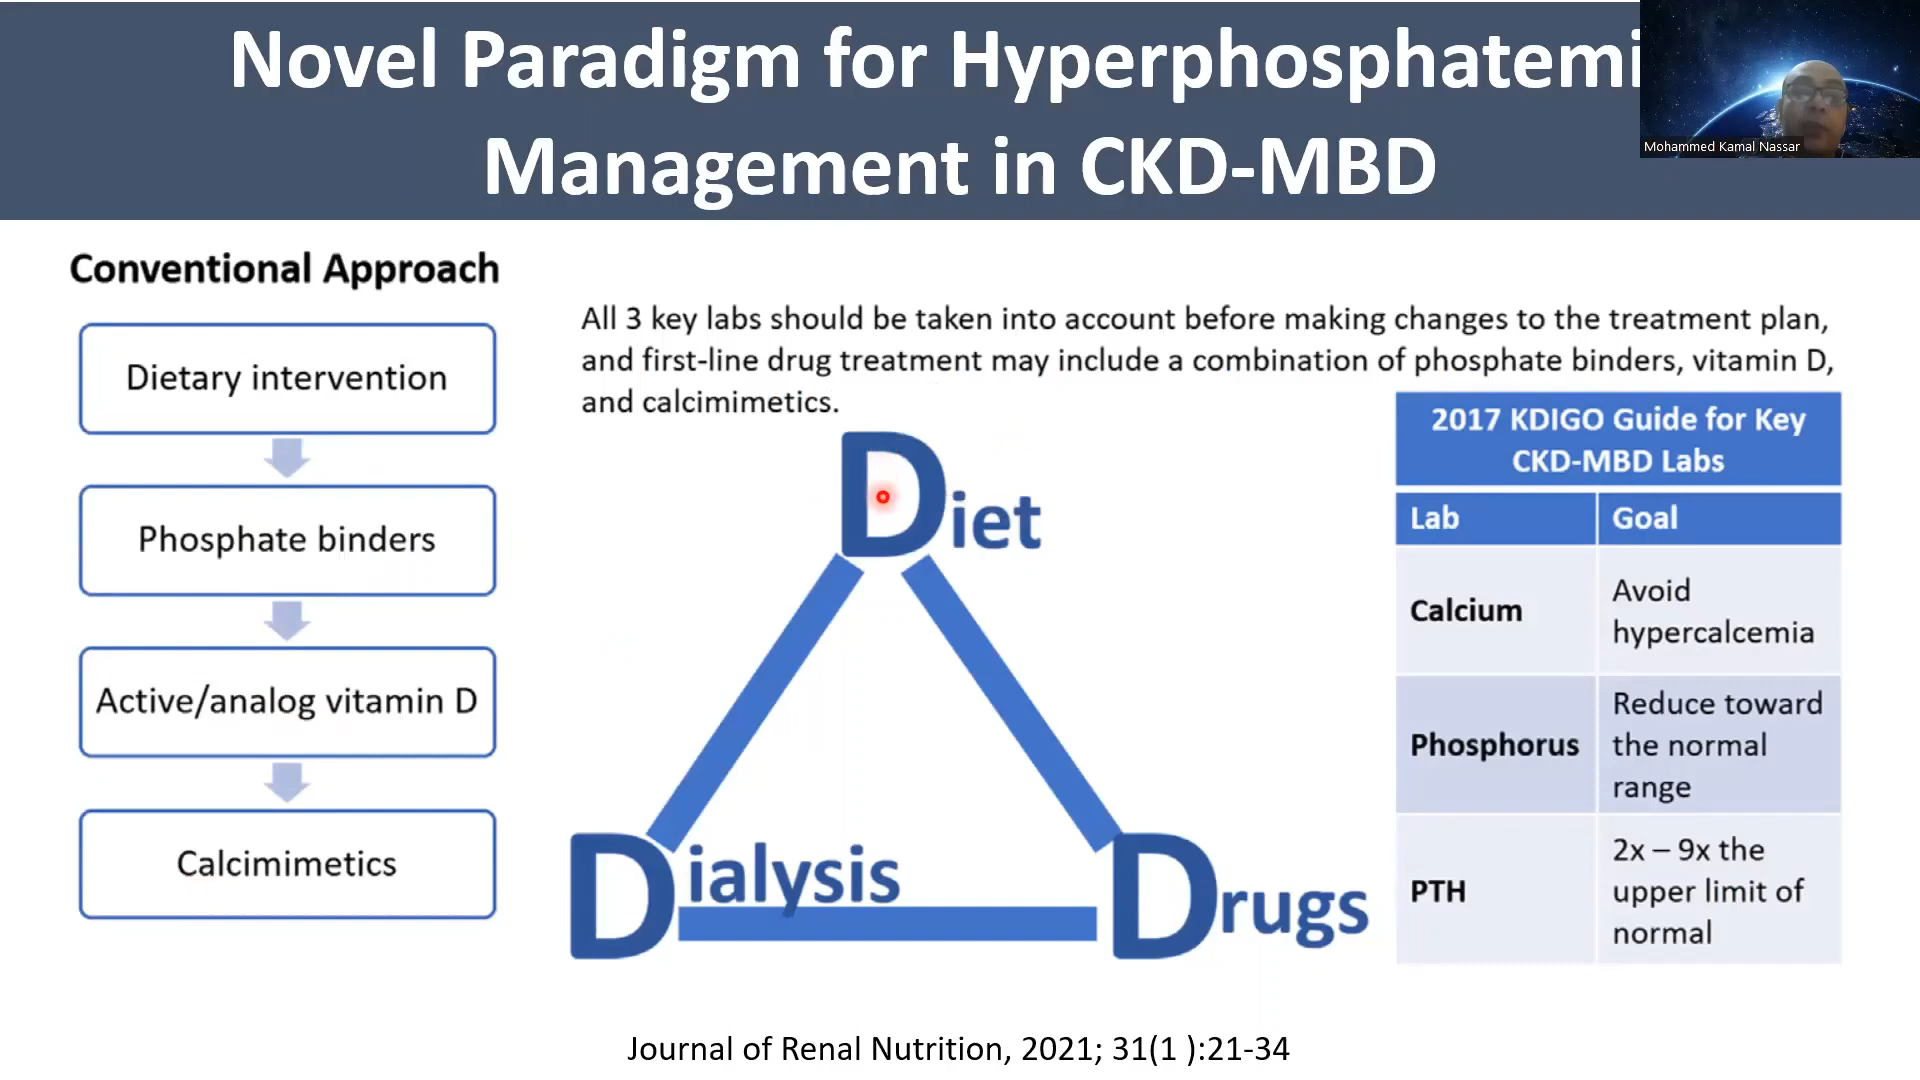 Novel Paradigm for Hyperphosphatemi
Management in CKD-MBD
Mohammed Kamal Nassar
Conventional Approach
Dietary intervention
Phosphate binders
Active/analog vitamin D
Calcimimetics
All 3 key labs should be taken into account before making changes to the treatment plan,
and first-line drug treatment may include a combination of phosphate binders, vitamin D,
and calcimimetics.
Diet
Dialysis
Drugs
2017 KDIGO Guide for Key
CKD-MBD Labs
Lab Goal
Calcium Avoid
hypercalcemia
Phosphorus Reduce toward
the normal
range
PTH 2x – 9x the
upper limit of
normal
Journal of Renal Nutrition, 2021; 31(1 ):21-34